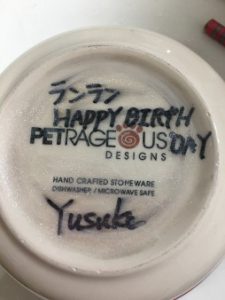 ランラン
HAPPY BIRTH
PETRAGEOUS DAY
DESIGNS
HAND CRAFTED STONEWARE
DISHWASHER / MICROWAVE SAFE
Yusuke